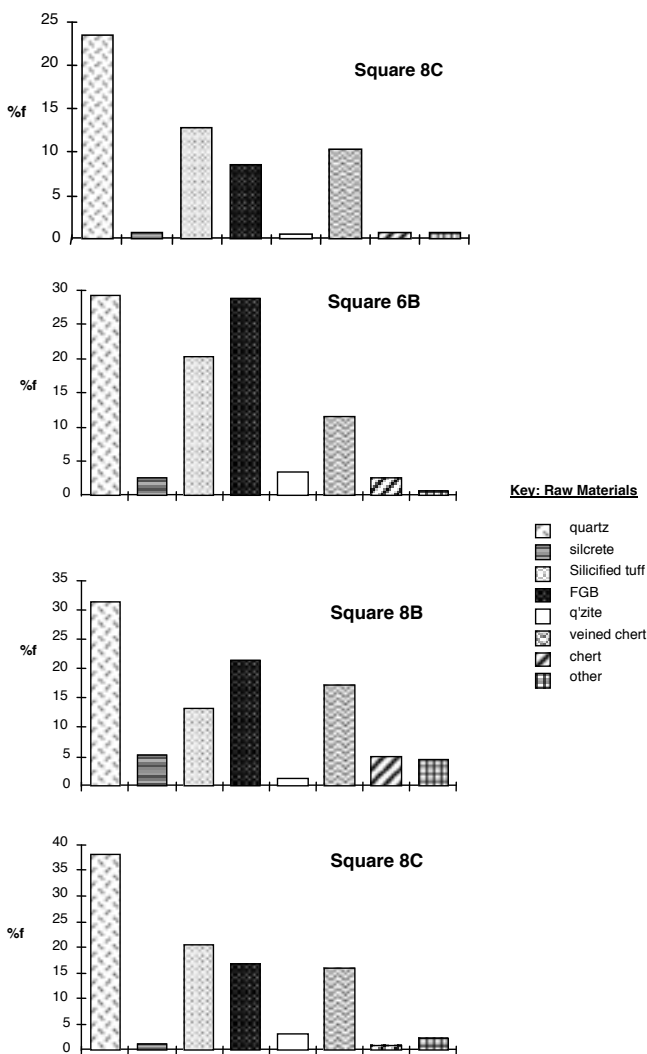 Square 8C
%f
25
20
15
10
5
0
Square 6B
%f
30
25
20
15
10
5
0
Key: Raw Materials
quartz
silcrete
Silicified tuff
FGB
q'zite
veined chert
chert
other
Square 8B
%f
35
30
25
20
15
10
5
0
Square 8C
%f
40
35
30
25
20
15
10
5
0